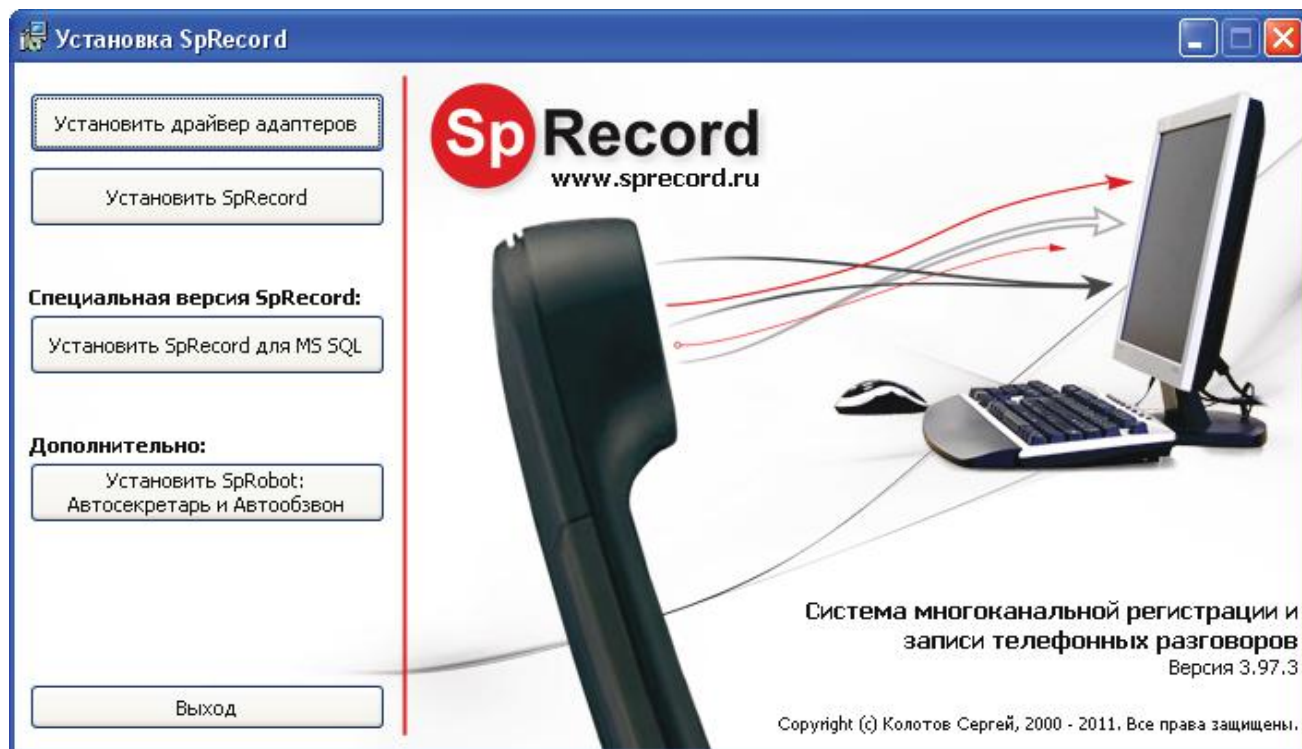 Установка SpRecord
Установить драйвер адаптеров
Установить SpRecord
Специальная версия SpRecord:
Установить SpRecord для MS SQL
Дополнительно:
Установить SpRobot:
Автосекретарь и Автообзвон
Выход
Sp Record
www.sprecord.ru
Система многоканальной регистрации и
записи телефонных разговоров
Версия 3.97.3
Copyright (c) Колотов Сергей, 2000 - 2011. Все права защищены.